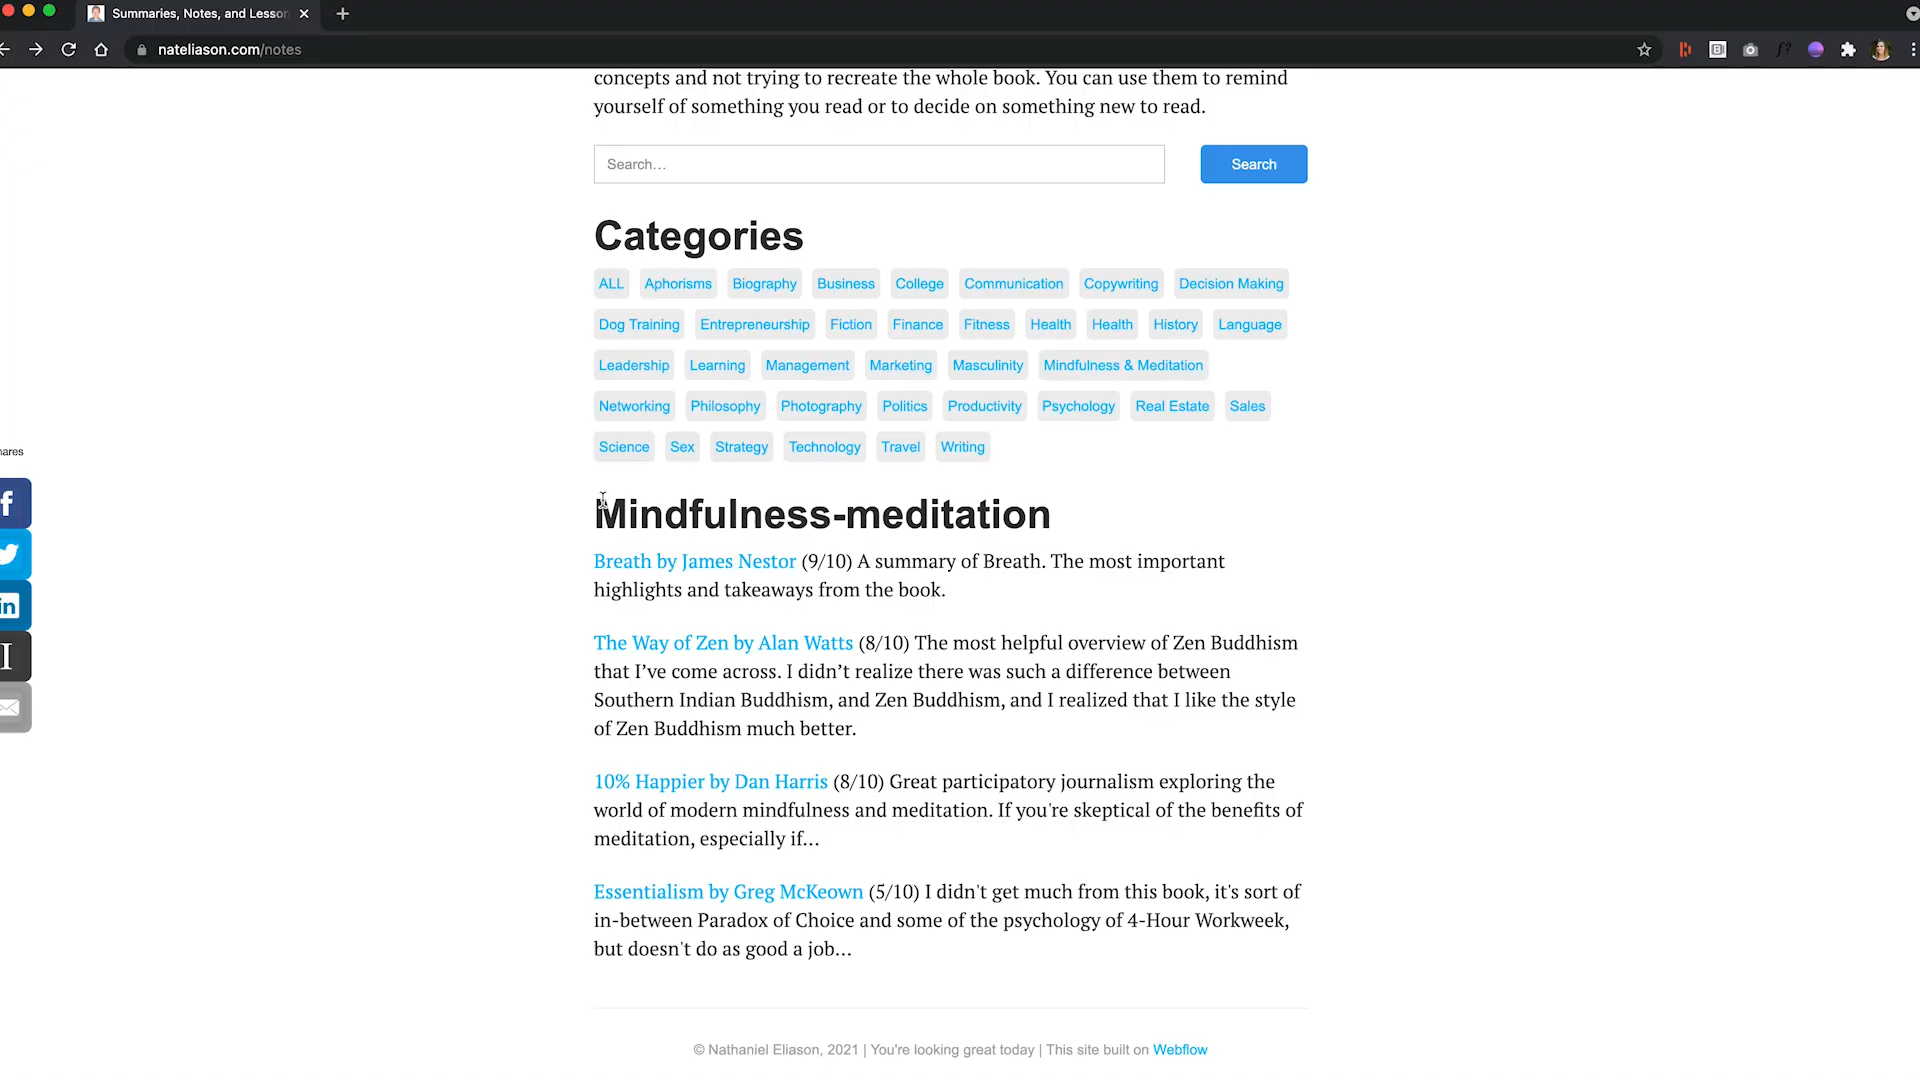 Summaries, Notes, and Lesson
nateliason.com/notes
concepts and not trying to recreate the whole book. You can use them to remind
yourself of something you read or to decide on something new to read.
Search…
Search
Categories
ALL Aphorisms Biography Business College Communication Copywriting Decision Making
Dog Training Entrepreneurship Fiction Finance Fitness Health Health History Language
Leadership Learning Management Marketing Masculinity Mindfulness & Meditation
Networking Philosophy Photography Politics Productivity Psychology Real Estate Sales
Science Sex Strategy Technology Travel Writing
hares
Mindfulness-meditation
Breath by James Nestor (9/10) A summary of Breath. The most important
highlights and takeaways from the book.
The Way of Zen by Alan Watts (8/10) The most helpful overview of Zen Buddhism
that I’ve come across. I didn’t realize there was such a difference between
Southern Indian Buddhism, and Zen Buddhism, and I realized that I like the style
of Zen Buddhism much better.
10% Happier by Dan Harris (8/10) Great participatory journalism exploring the
world of modern mindfulness and meditation. If you're skeptical of the benefits of
meditation, especially if…
Essentialism by Greg McKeown (5/10) I didn't get much from this book, it's sort of
in-between Paradox of Choice and some of the psychology of 4-Hour Workweek,
but doesn't do as good a job…
© Nathaniel Eliason, 2021 | You're looking great today | This site built on Webflow